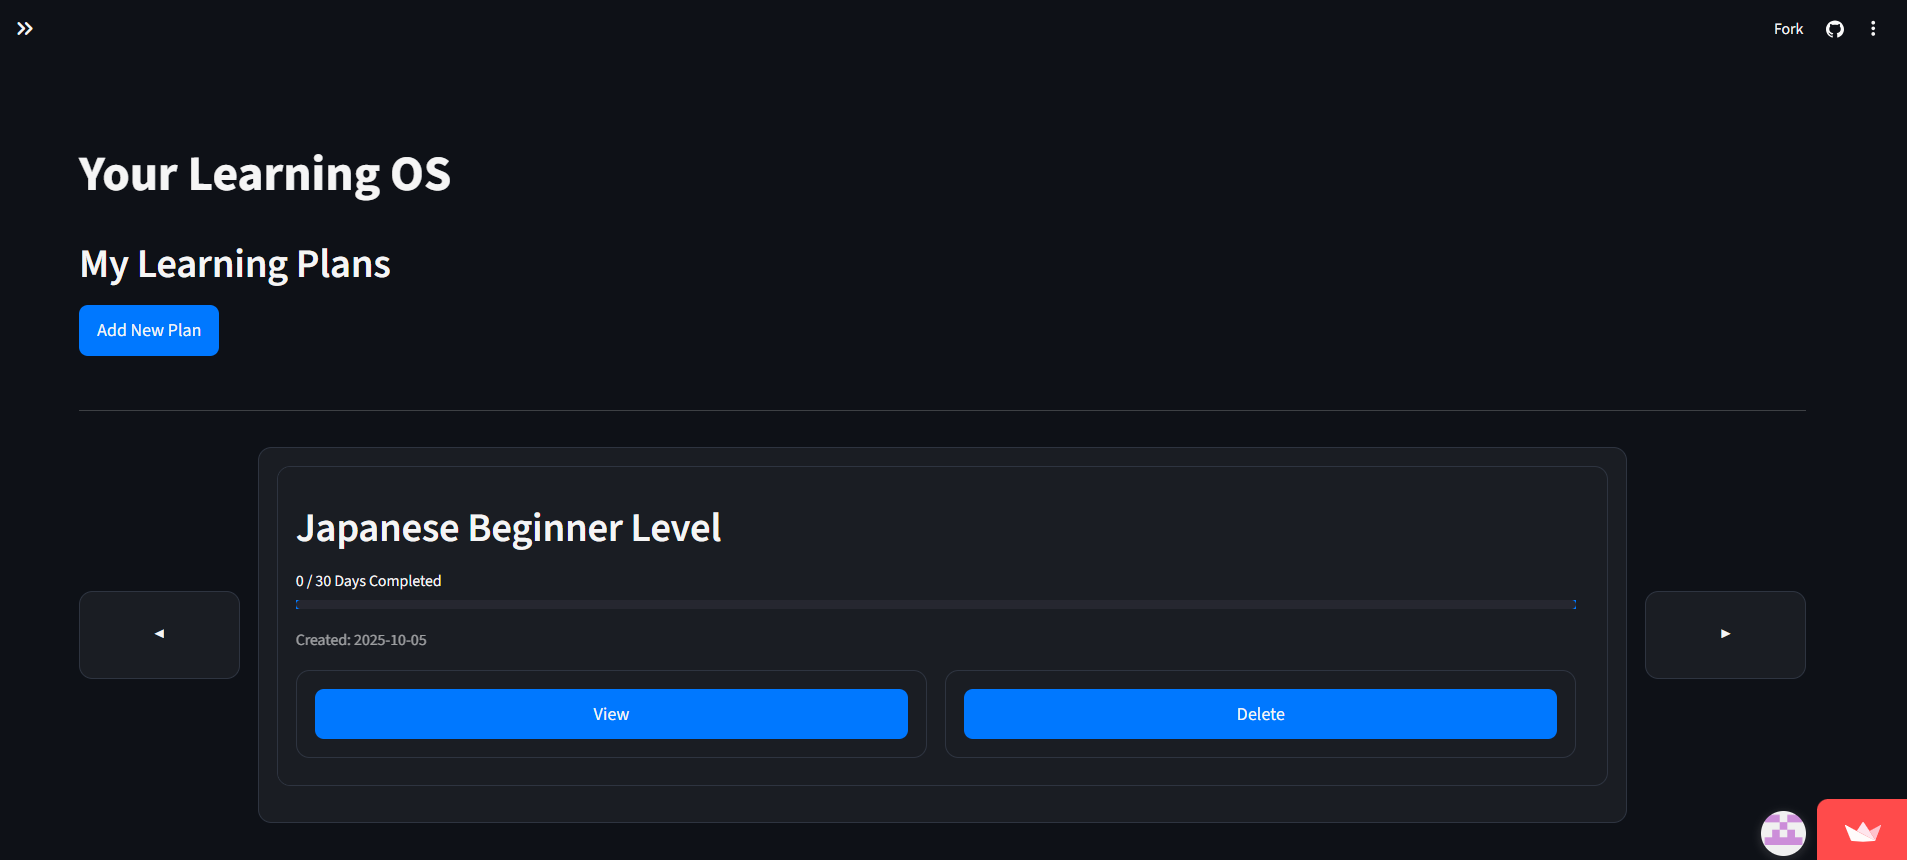 Fork
Your Learning OS
My Learning Plans
Add New Plan
Japanese Beginner Level
0 / 30 Days Completed
Created: 2025-10-05
View
Delete